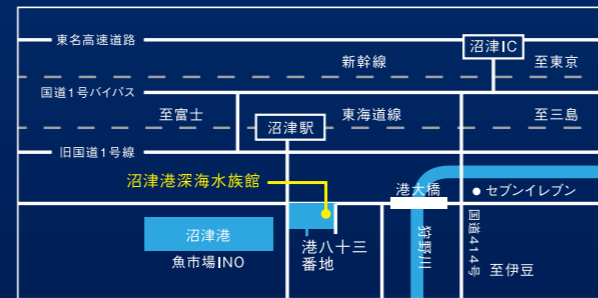 東名高速道路
沼津IC
新幹線
至東京
国道1号バイパス
至富士
沼津駅
東海道線
至三島
旧国道1号線
沼津港深海水族館
港大橋
セブンイレブン
沼津港
魚市場INO
港八十三
番地
狩野川
国道414号
至伊豆